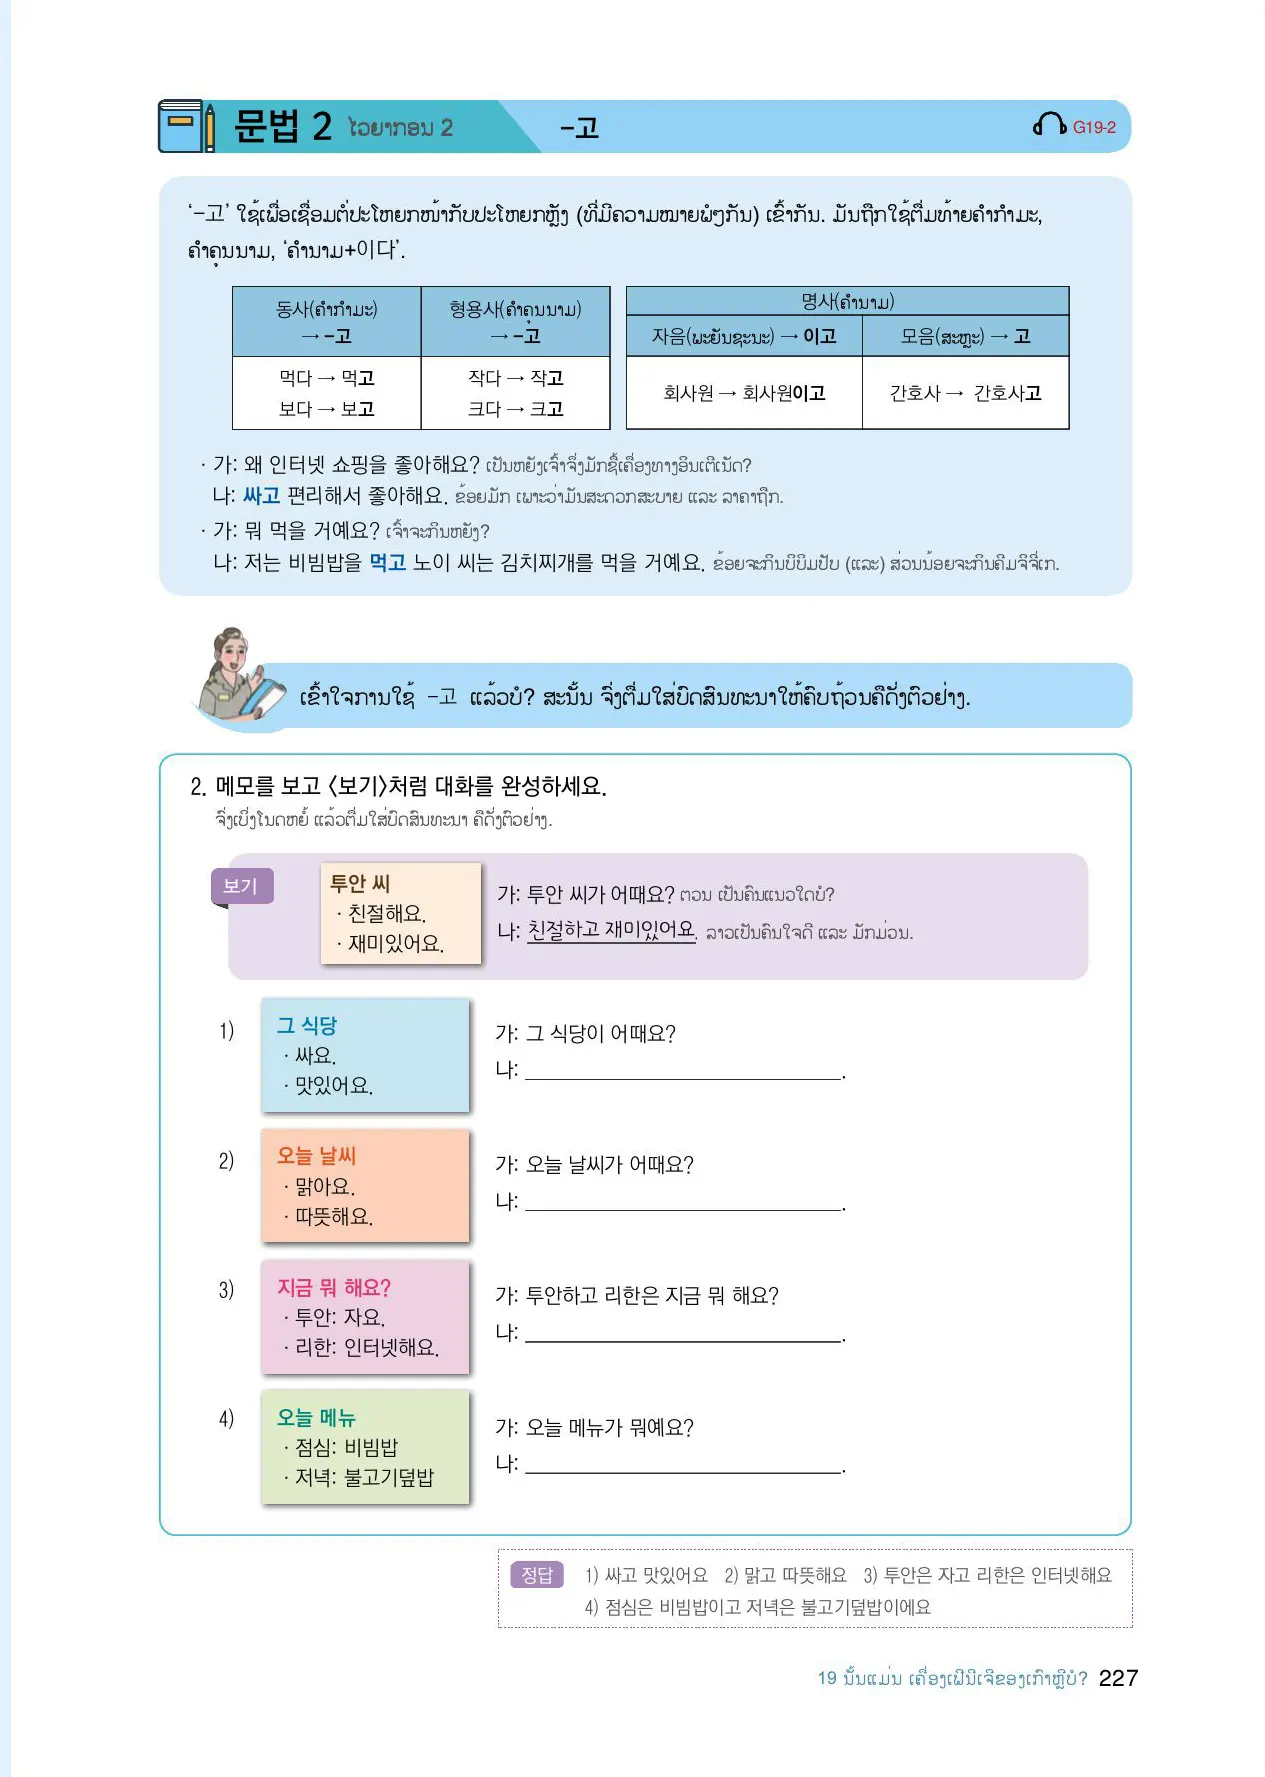 문법 2 ໄວຍາກອນ 2 -고 G19-2
‘-고’ ໃຊ້ເພື່ອເຊື່ອມຕໍ່ປະໂຫຍກໜ້າກັບປະໂຫຍກຫຼັງ (ທີ່ມີຄວາມໝາຍພໍໆກັນ) ເຂົ້າກັນ. ມັນຖືກໃຊ້ຕື່ມທ້າຍຄຳກຳມະ,
ຄຳຄຸນນາມ, ‘ຄຳນາມ+이다’.
동사(ຄຳກຳມະ)
→ -고
형용사(ຄຳຄຸນນາມ)
→ -고
먹다 → 먹고
보다 → 보고
작다 → 작고
크다 → 크고
명사(ຄຳນາມ)
자음(ພະຍັນຊະນະ) → 이고
모음(ສະຫຼະ) → 고
회사원 → 회사원이고
간호사 → 간호사고
· 가: 왜 인터넷 쇼핑을 좋아해요? ເປັນຫຍັງເຈົ້າຈຶ່ງມັກຊື້ເຄື່ອງທາງອິນເຕີເນັດ?
나: 싸고 편리해서 좋아해요. ຂ້ອຍມັກ ເພາະວ່າມັນສະດວກສະບາຍ ແລະ ລາຄາຖືກ.
· 가: 뭐 먹을 거예요? ເຈົ້າຈະກິນຫຍັງ?
나: 저는 비빔밥을 먹고 노이 씨는 김치찌개를 먹을 거예요. ຂ້ອຍຈະກິນບິບິມປັບ (ແລະ) ສ່ວນນ້ອຍຈະກິນຄີມຈິຈີ່ເກ.
ເຂົ້າໃຈການໃຊ້ -고 ແລ້ວບໍ? ສະນັ້ນ ຈົ່ງຕື່ມໃສ່ບົດສົນທະນາໃຫ້ຄົບຖ້ວນຄືດັ່ງຕົວຢ່າງ.
2. 메모를 보고 〈보기〉처럼 대화를 완성하세요.
ຈົ່ງເບິ່ງໂນດຫຍໍ້ ແລ້ວຕື່ມໃສ່ບົດສົນທະນາ ຄືດັ່ງຕົວຢ່າງ.
보기
투안 씨
· 친절해요.
· 재미있어요.
가: 투안 씨가 어때요? ຕວນ ເປັນຄົນແນວໃດບໍ?
나: 친절하고 재미있어요. ລາວເປັນຄົນໃຈດີ ແລະ ມັກມ່ວນ.
1)
그 식당
· 싸요.
· 맛있어요.
가: 그 식당이 어때요?
나: ____________________.
2)
오늘 날씨
· 맑아요.
· 따뜻해요.
가: 오늘 날씨가 어때요?
나: ____________________.
3)
지금 뭐 해요?
· 투안: 자요.
· 리한: 인터넷해요.
가: 투안하고 리한은 지금 뭐 해요?
나: ____________________.
4)
오늘 메뉴
· 점심: 비빔밥
· 저녁: 불고기덮밥
가: 오늘 메뉴가 뭐예요?
나: ____________________.
정답 1) 싸고 맛있어요 2) 맑고 따뜻해요 3) 투안은 자고 리한은 인터넷해요
4) 점심은 비빔밥이고 저녁은 불고기덮밥이에요
19 ນັ້ນແມ່ນ ເຄື່ອງເຟີນີເຈີຂອງເກົາຫຼີບໍ? 227